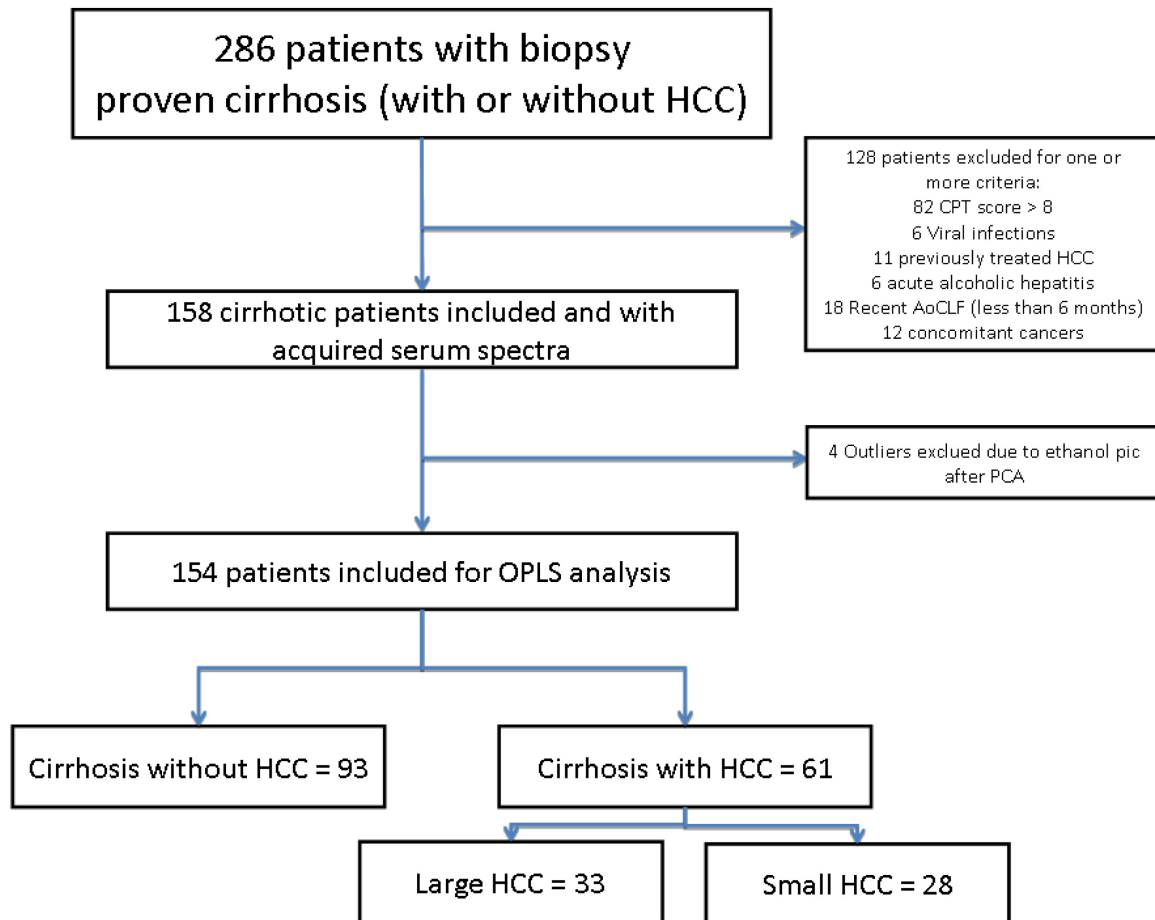 286 patients with biopsy
proven cirrhosis (with or without HCC)
128 patients excluded for one or
more criteria:
82 CPT score > 8
6 Viral infections
11 previously treated HCC
6 acute alcoholic hepatitis
18 Recent AoCLF (less than 6 months)
12 concomitant cancers
158 cirrhotic patients included and with
acquired serum spectra
4 Outliers exclued due to ethanol pic
after PCA
154 patients included for OPLS analysis
Cirrhosis without HCC = 93
Cirrhosis with HCC = 61
Large HCC = 33
Small HCC = 28